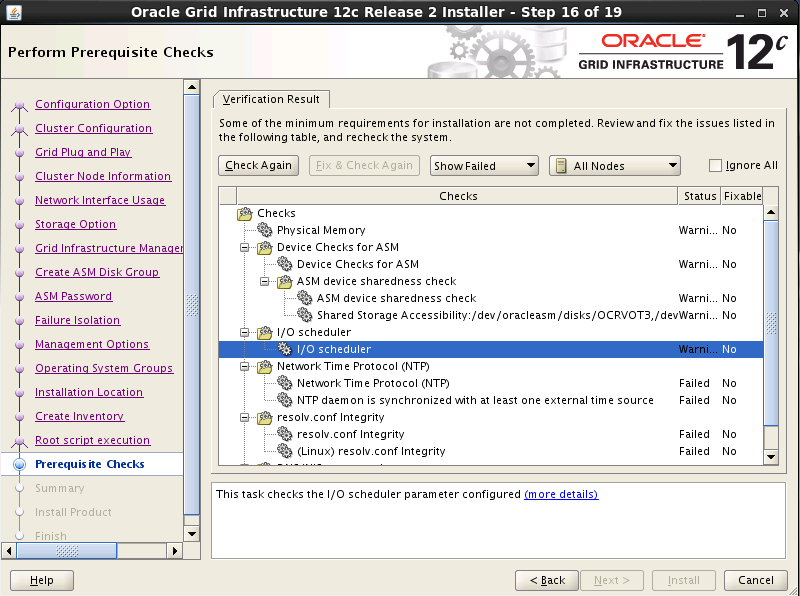 Oracle Grid Infrastructure 12c Release 2 Installer - Step 16 of 19
Perform Prerequisite Checks
ORACLE
GRID INFRASTRUCTURE
12c
Configuration Option
Cluster Configuration
Grid Plug and Play
Cluster Node Information
Network Interface Usage
Storage Option
Grid Infrastructure Manager
Create ASM Disk Group
ASM Password
Failure Isolation
Management Options
Operating System Groups
Installation Location
Create Inventory
Root script execution
Prerequisite Checks
Summary
Install Product
Finish
Verification Result
Some of the minimum requirements for installation are not completed. Review and fix the issues listed in
the following table, and recheck the system.
Check Again
Fix & Check Again
Show Failed
All Nodes
Ignore All
Checks Status Fixable
Checks
Physical Memory Warni... No
Device Checks for ASM
Device Checks for ASM Warni... No
ASM device sharedness check
ASM device sharedness check Warni... No
Shared Storage Accessibility:/dev/oracleasm/disks/OCRVOT3,/dev Warni... No
I/O scheduler
I/O scheduler Warni... No
Network Time Protocol (NTP)
Network Time Protocol (NTP) Failed No
NTP daemon is synchronized with at least one external time source Failed No
resolv.conf Integrity
resolv.conf Integrity Failed No
(Linux) resolv.conf Integrity Failed No
This task checks the I/O scheduler parameter configured (more details)
Help
< Back
Next >
Install
Cancel